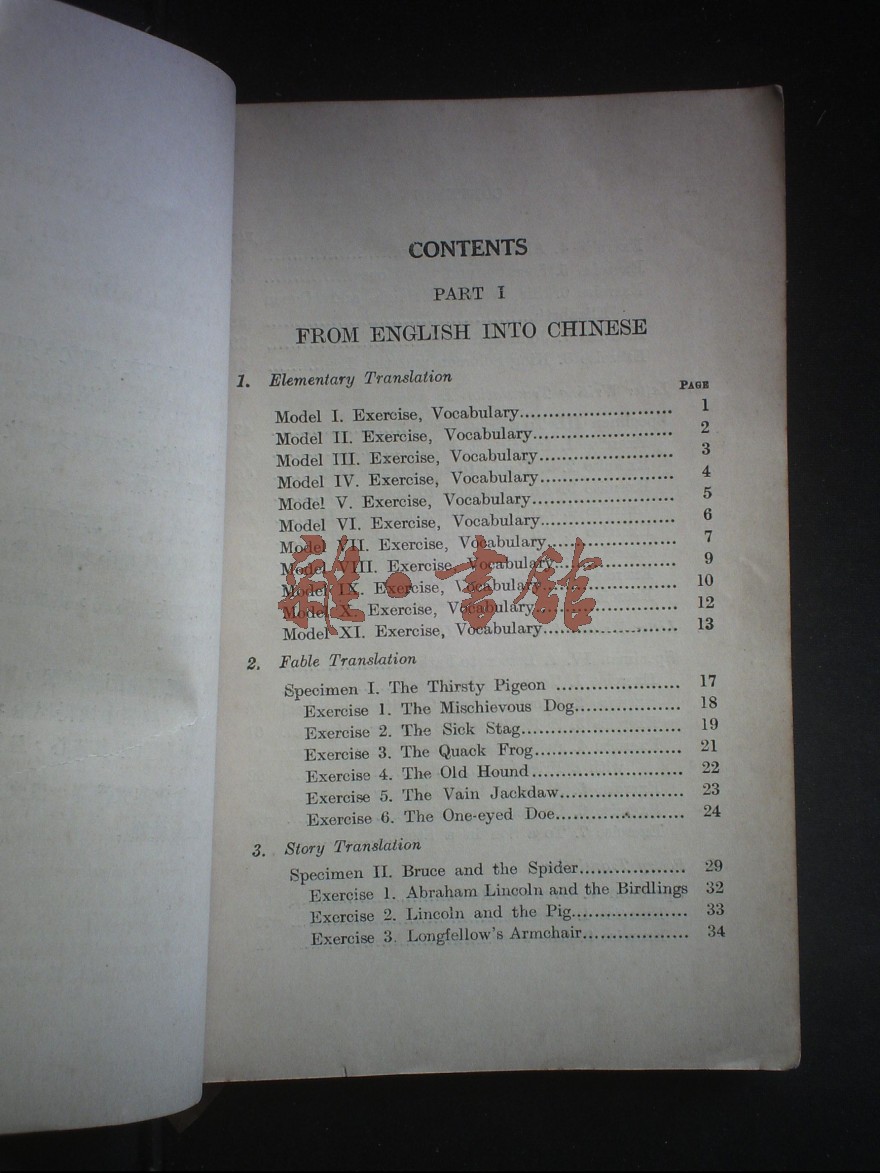 CONTENTS
PART I
FROM ENGLISH INTO CHINESE
1. Elementary Translation
PAGE
Model I. Exercise, Vocabulary.......................... 1
Model II. Exercise, Vocabulary........................ 2
Model III. Exercise, Vocabulary....................... 3
Model IV. Exercise, Vocabulary....................... 4
Model V. Exercise, Vocabulary........................ 5
Model VI. Exercise, Vocabulary....................... 6
Model VII. Exercise, Vocabulary...................... 7
Model VIII. Exercise, Vocabulary..................... 9
Model IX. Exercise, Vocabulary....................... 10
Model X. Exercise, Vocabulary........................ 12
Model XI. Exercise, Vocabulary....................... 13
2. Fable Translation
Specimen I. The Thirsty Pigeon ..................... 17
Exercise 1. The Mischievous Dog.................. 18
Exercise 2. The Sick Stag........................... 19
Exercise 3. The Quack Frog......................... 21
Exercise 4. The Old Hound.......................... 22
Exercise 5. The Vain Jackdaw..................... 23
Exercise 6. The One-eyed Doe...................... 24
3. Story Translation
Specimen II. Bruce and the Spider.................. 29
Exercise 1. Abraham Lincoln and the Birdlings 32
Exercise 2. Lincoln and the Pig.................... 33
Exercise 3. Longfellow's Armchair.................. 34
雜·書館